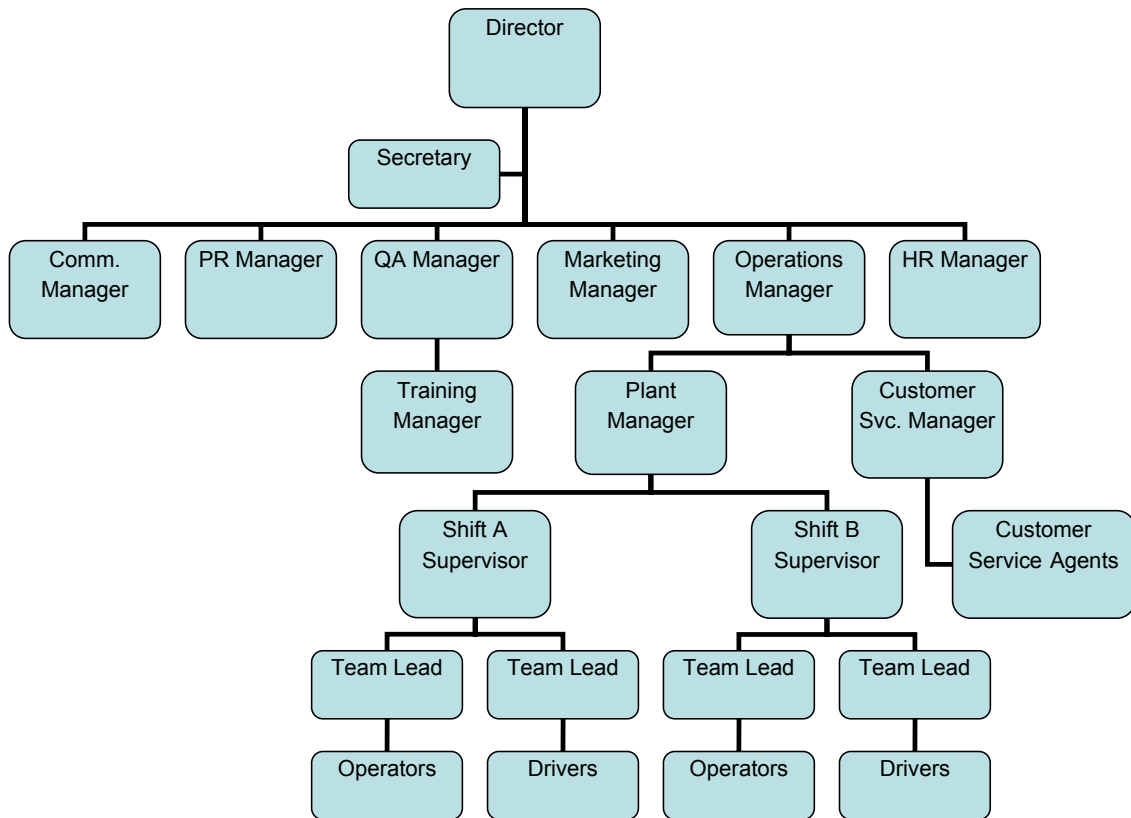 Director
Secretary
Comm.
Manager
PR Manager
QA Manager
Marketing
Manager
Operations
Manager
HR Manager
Training
Manager
Plant
Manager
Customer
Svc. Manager
Shift A
Supervisor
Shift B
Supervisor
Customer
Service Agents
Team Lead
Team Lead
Team Lead
Team Lead
Operators
Drivers
Operators
Drivers